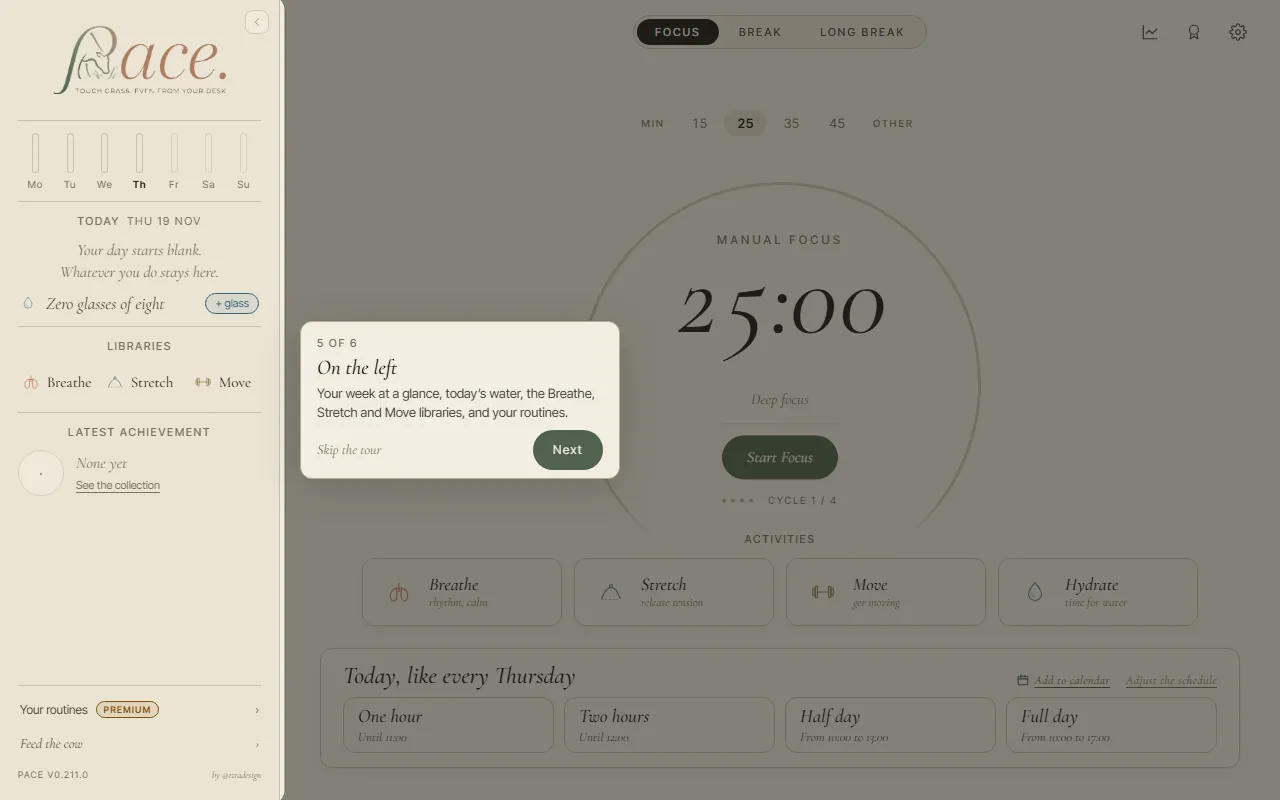 Pace.
TOUCH GRASS. EVEN FROM YOUR DESK
Mo Tu We Th Fr Sa Su
TODAY THU 19 NOV
Your day starts blank.
Whatever you do stays here.
Zero glasses of eight
+ glass
LIBRARIES
Breathe Stretch Move
LATEST ACHIEVEMENT
None yet
See the collection
Your routines PREMIUM ›
Feed the cow ›
PACE V0.211.0 by @ezradesign
FOCUS BREAK LONG BREAK
MIN 15 25 35 45 OTHER
MANUAL FOCUS
25:00
Deep focus
Start Focus
CYCLE 1 / 4
5 OF 6
On the left
Your week at a glance, today's water, the Breathe,
Stretch and Move libraries, and your routines.
Skip the tour Next
ACTIVITIES
Breathe
rhythm, calm
Stretch
release tension
Move
get moving
Hydrate
time for water
Today, like every Thursday
Add to calendar Adjust the schedule
One hour
Until 11:00
Two hours
Until 12:00
Half day
From 10:00 to 13:00
Full day
From 10:00 to 17:00